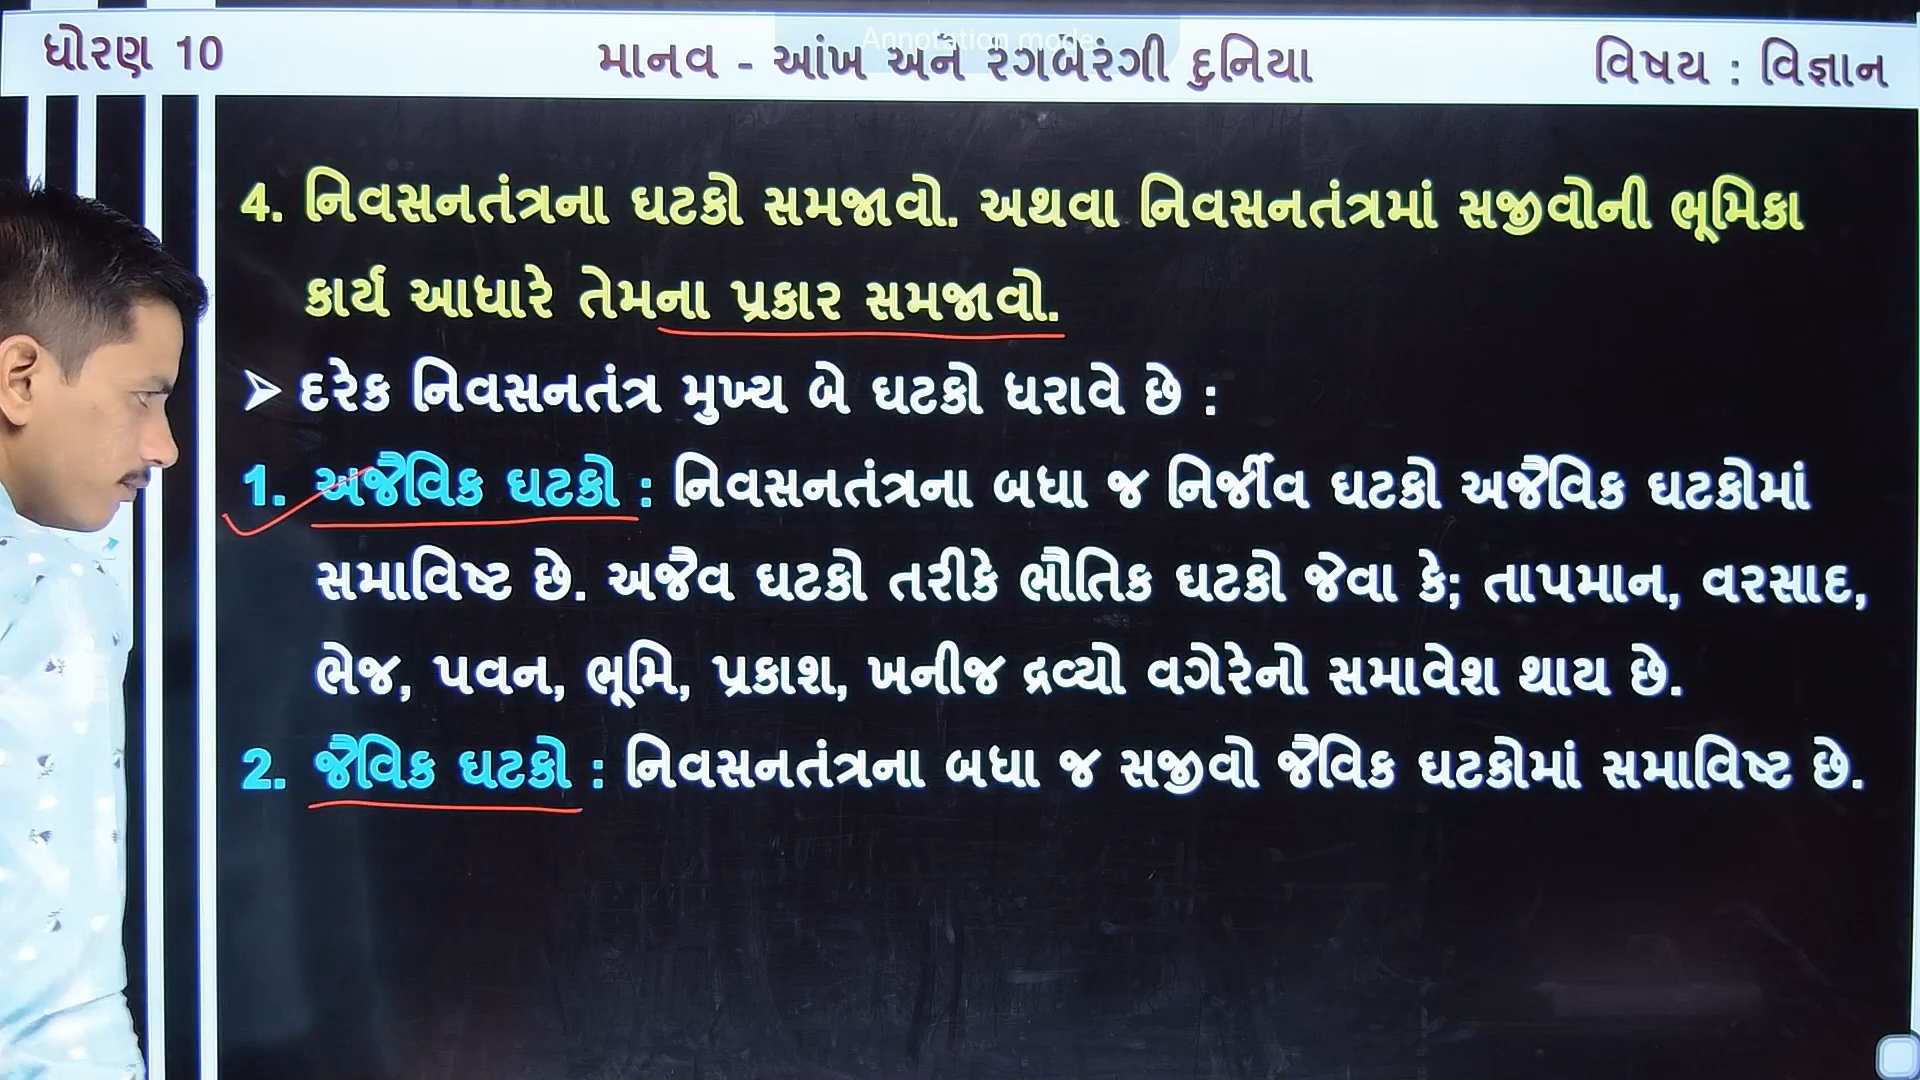 Annotation mode
ધોરણ 10 માનવ - આંખ અને રંગબેરંગી દુનિયા વિષય : વિજ્ઞાન
4. નિવસનતંત્રના ઘટકો સમજાવો. અથવા નિવસનતંત્રમાં સજીવોની ભૂમિકા
કાર્ય આધારે તેમના પ્રકાર સમજાવો.
➤ દરેક નિવસનતંત્ર મુખ્ય બે ઘટકો ધરાવે છે :
1. અજૈવિક ઘટકો : નિવસનતંત્રના બધા જ નિર્જીવ ઘટકો અજૈવિક ઘટકોમાં
સમાવિષ્ટ છે. અજૈવ ઘટકો તરીકે ભૌતિક ઘટકો જેવા કે; તાપમાન, વરસાદ,
ભેજ, પવન, ભૂમિ, પ્રકાશ, ખનીજ દ્રવ્યો વગેરેનો સમાવેશ થાય છે.
2. જૈવિક ઘટકો : નિવસનતંત્રના બધા જ સજીવો જૈવિક ઘટકોમાં સમાવિષ્ટ છે.